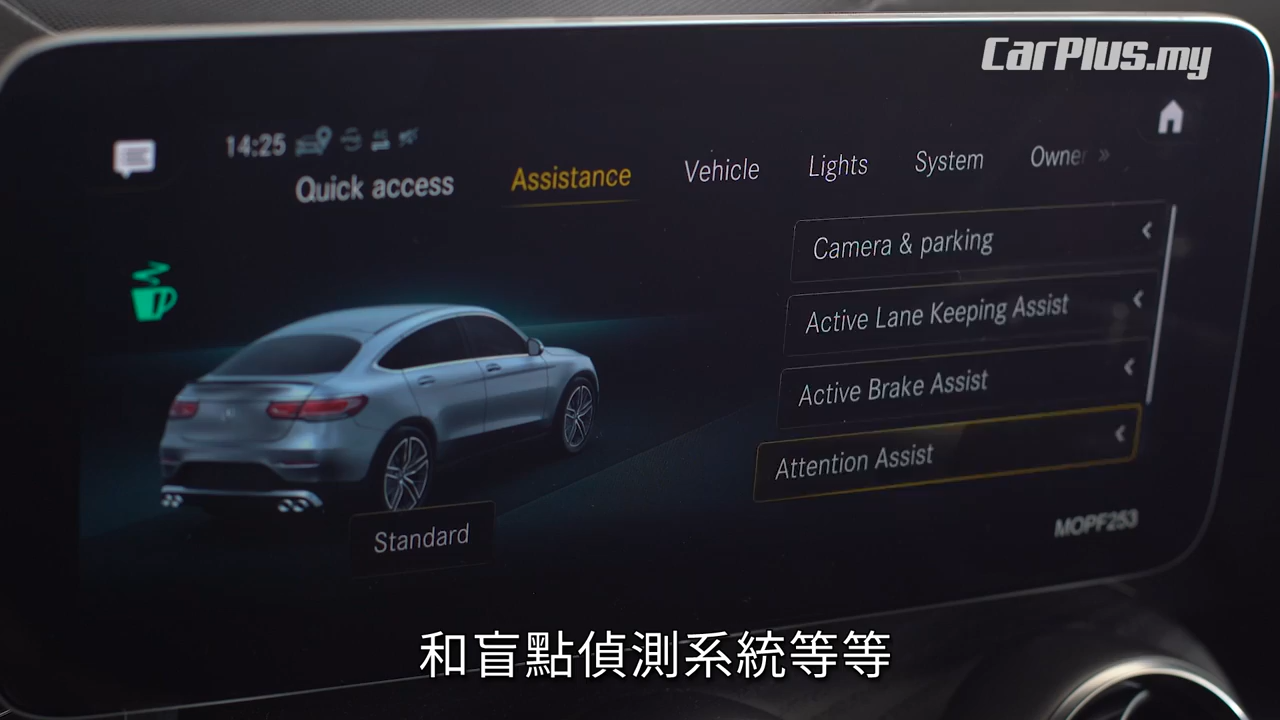 CarPlus.my
14:25
Quick access
Assistance
Vehicle
Lights
System
Owner
Camera & parking
Active Lane Keeping Assist
Active Brake Assist
Attention Assist
Standard
MOPF253
和盲點偵測系統等等